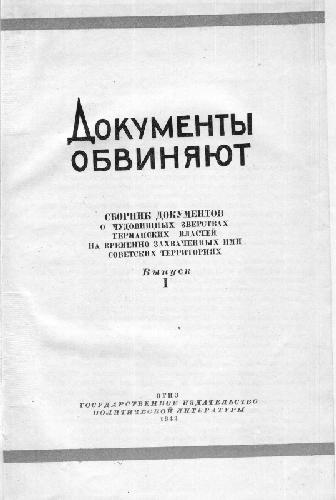 ДОКУМЕНТЫ
ОБВИНЯЮТ
СБОРНИК ДОКУМЕНТОВ
О ЧУДОВИЩНЫХ ЗВЕРСТВАХ
ГЕРМАНСКИХ ВЛАСТЕЙ
НА ВРЕМЕННО ЗАХВАЧЕННЫХ ИМИ
СОВЕТСКИХ ТЕРРИТОРИЯХ
Выпуск
I
ОГИЗ
ГОСУДАРСТВЕННОЕ ИЗДАТЕЛЬСТВО
ПОЛИТИЧЕСКОЙ ЛИТЕРАТУРЫ